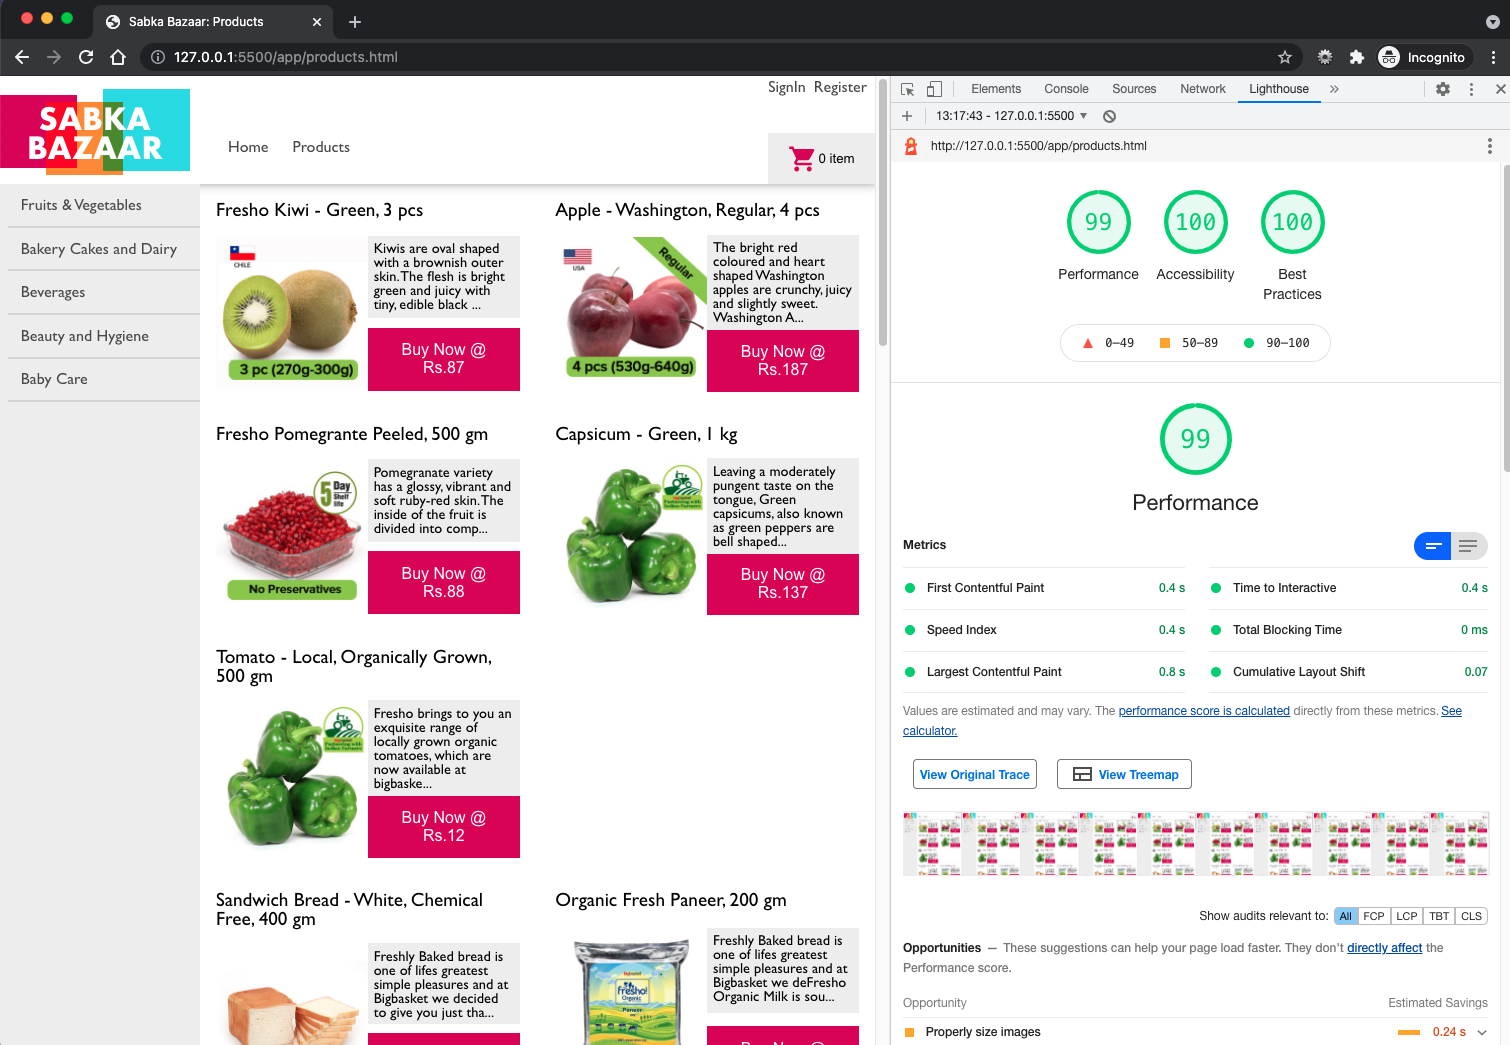 Sabka Bazaar: Products
127.0.0.1:5500/app/products.html
Incognito
SignIn Register
SABKA
BAZAAR
Home Products
0 item
Fruits & Vegetables
Bakery Cakes and Dairy
Beverages
Beauty and Hygiene
Baby Care
Fresho Kiwi - Green, 3 pcs
CHILE
3 pc (270g-300g)
Kiwis are oval shaped
with a brownish outer
skin.The flesh is bright
green and juicy with
tiny, edible black ...
Buy Now @
Rs.87
Apple - Washington, Regular, 4 pcs
USA
Regular
4 pcs (530g-640g)
The bright red
coloured and heart
shaped Washington
apples are crunchy, juicy
and slightly sweet.
Washington A...
Buy Now @
Rs.187
Fresho Pomegrante Peeled, 500 gm
5 Day
Shelf
life
No Preservatives
Pomegranate variety
has a glossy, vibrant and
soft ruby-red skin.The
inside of the fruit is
divided into comp...
Buy Now @
Rs.88
Capsicum - Green, 1 kg
Leaving a moderately
pungent taste on the
tongue, Green
capsicums, also known
as green peppers are
bell shaped...
Buy Now @
Rs.137
Tomato - Local, Organically Grown,
500 gm
Fresho brings to you an
exquisite range of
locally grown organic
tomatoes, which are
now available at
bigbaske...
Buy Now @
Rs.12
Sandwich Bread - White, Chemical
Free, 400 gm
Freshly Baked bread is
one of lifes greatest
simple pleasures and at
Bigbasket we decided
to give you just tha...
Organic Fresh Paneer, 200 gm
fresho!
Organic
Paneer
Freshly Baked bread is
one of lifes greatest
simple pleasures and at
Bigbasket we deFresho
Organic Milk is sou...
Buy Now @
Elements Console Sources Network Lighthouse
13:17:43 - 127.0.0.1:5500
http://127.0.0.1:5500/app/products.html
99 100 100
Performance Accessibility Best
Practices
0–49 50–89 90–100
99
Performance
Metrics
First Contentful Paint 0.4 s
Time to Interactive 0.4 s
Speed Index 0.4 s
Total Blocking Time 0 ms
Largest Contentful Paint 0.8 s
Cumulative Layout Shift 0.07
Values are estimated and may vary. The performance score is calculated directly from these metrics. See
calculator.
View Original Trace View Treemap
Show audits relevant to: All FCP LCP TBT CLS
Opportunities — These suggestions can help your page load faster. They don't directly affect the
Performance score.
Opportunity Estimated Savings
Properly size images 0.24 s